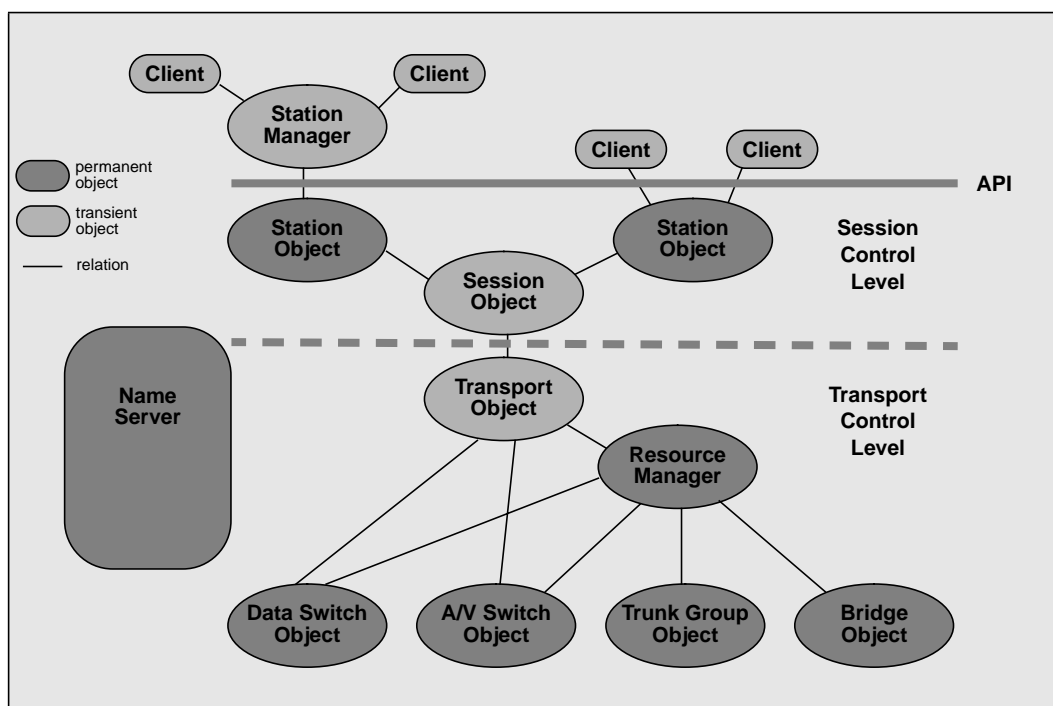 Client
Client
Station
Manager
permanent
object
transient
object
relation
Client
Client
API
Station
Object
Station
Object
Session
Control
Level
Session
Object
Name
Server
Transport
Object
Transport
Control
Level
Resource
Manager
Data Switch
Object
A/V Switch
Object
Trunk Group
Object
Bridge
Object